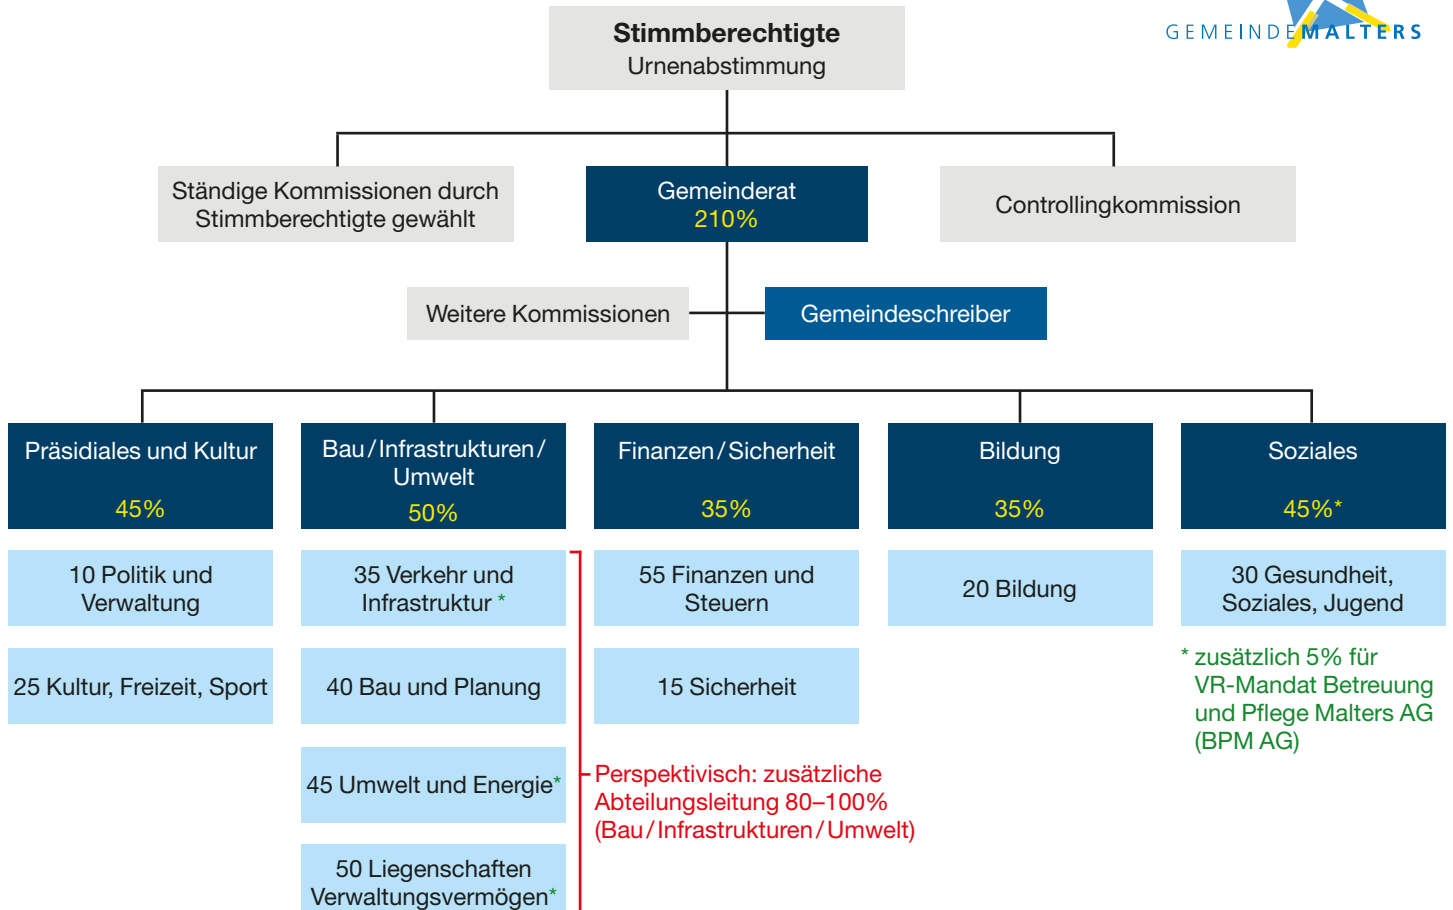 Stimmberechtigte
Urnenabstimmung
GEMEINDEMALTERS
Ständige Kommissionen durch
Stimmberechtigte gewählt
Gemeinderat
210%
Controllingkommission
Weitere Kommissionen
Gemeindeschreiber
Präsidiales und Kultur
45%
Bau/Infrastrukturen/
Umwelt
50%
Finanzen/Sicherheit
35%
Bildung
35%
Soziales
45%*
10 Politik und
Verwaltung
35 Verkehr und
Infrastruktur *
55 Finanzen und
Steuern
20 Bildung
30 Gesundheit,
Soziales, Jugend
25 Kultur, Freizeit, Sport
40 Bau und Planung
15 Sicherheit
* zusätzlich 5% für
VR-Mandat Betreuung
und Pflege Malters AG
(BPM AG)
45 Umwelt und Energie*
Perspektivisch: zusätzliche
Abteilungsleitung 80–100%
(Bau/Infrastrukturen/Umwelt)
50 Liegenschaften
Verwaltungsvermögen*